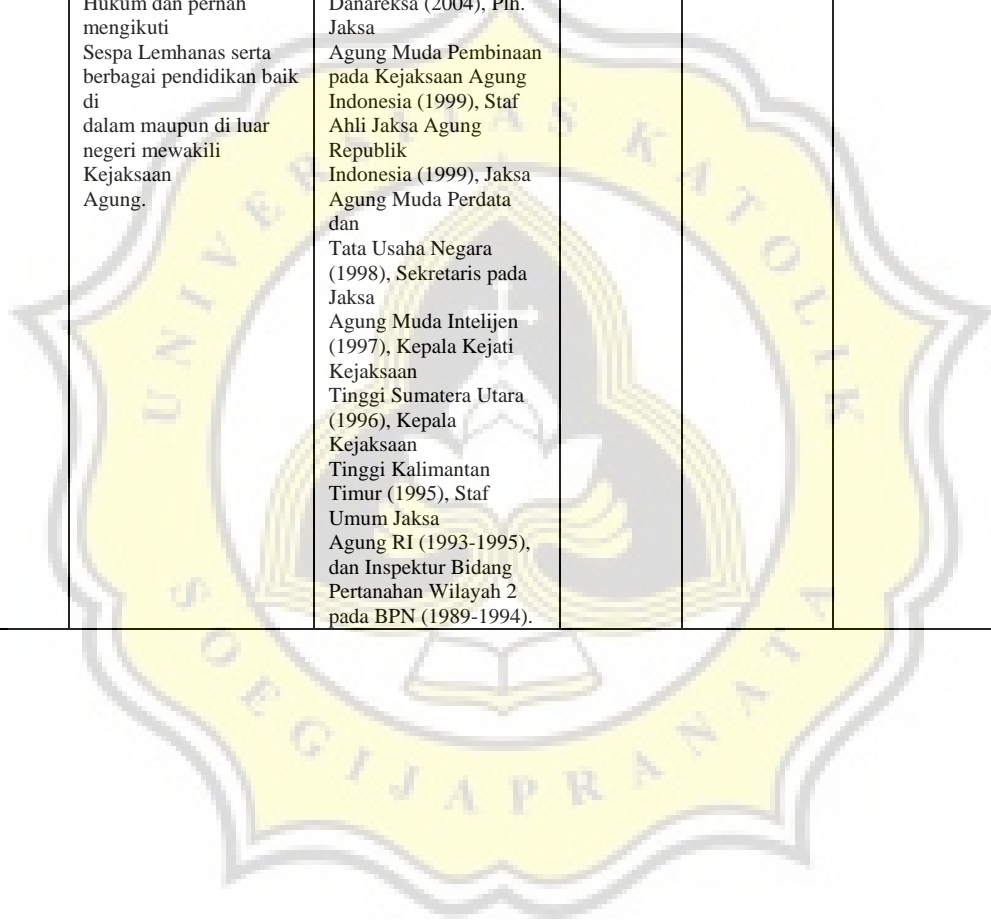 Hukum dan pernah
mengikuti
Sespa Lemhanas serta
berbagai pendidikan baik
di
dalam maupun di luar
negeri mewakili
Kejaksaan
Agung.
Danareksa (2004), Plh.
Jaksa
Agung Muda Pembinaan
pada Kejaksaan Agung
Indonesia (1999), Staf
Ahli Jaksa Agung
Republik
Indonesia (1999), Jaksa
Agung Muda Perdata
dan
Tata Usaha Negara
(1998), Sekretaris pada
Jaksa
Agung Muda Intelijen
(1997), Kepala Kejati
Kejaksaan
Tinggi Sumatera Utara
(1996), Kepala
Kejaksaan
Tinggi Kalimantan
Timur (1995), Staf
Umum Jaksa
Agung RI (1993-1995),
dan Inspektur Bidang
Pertanahan Wilayah 2
pada BPN (1989-1994).
UNIVERSITAS KATOLIK
SOEGIJAPRANATA